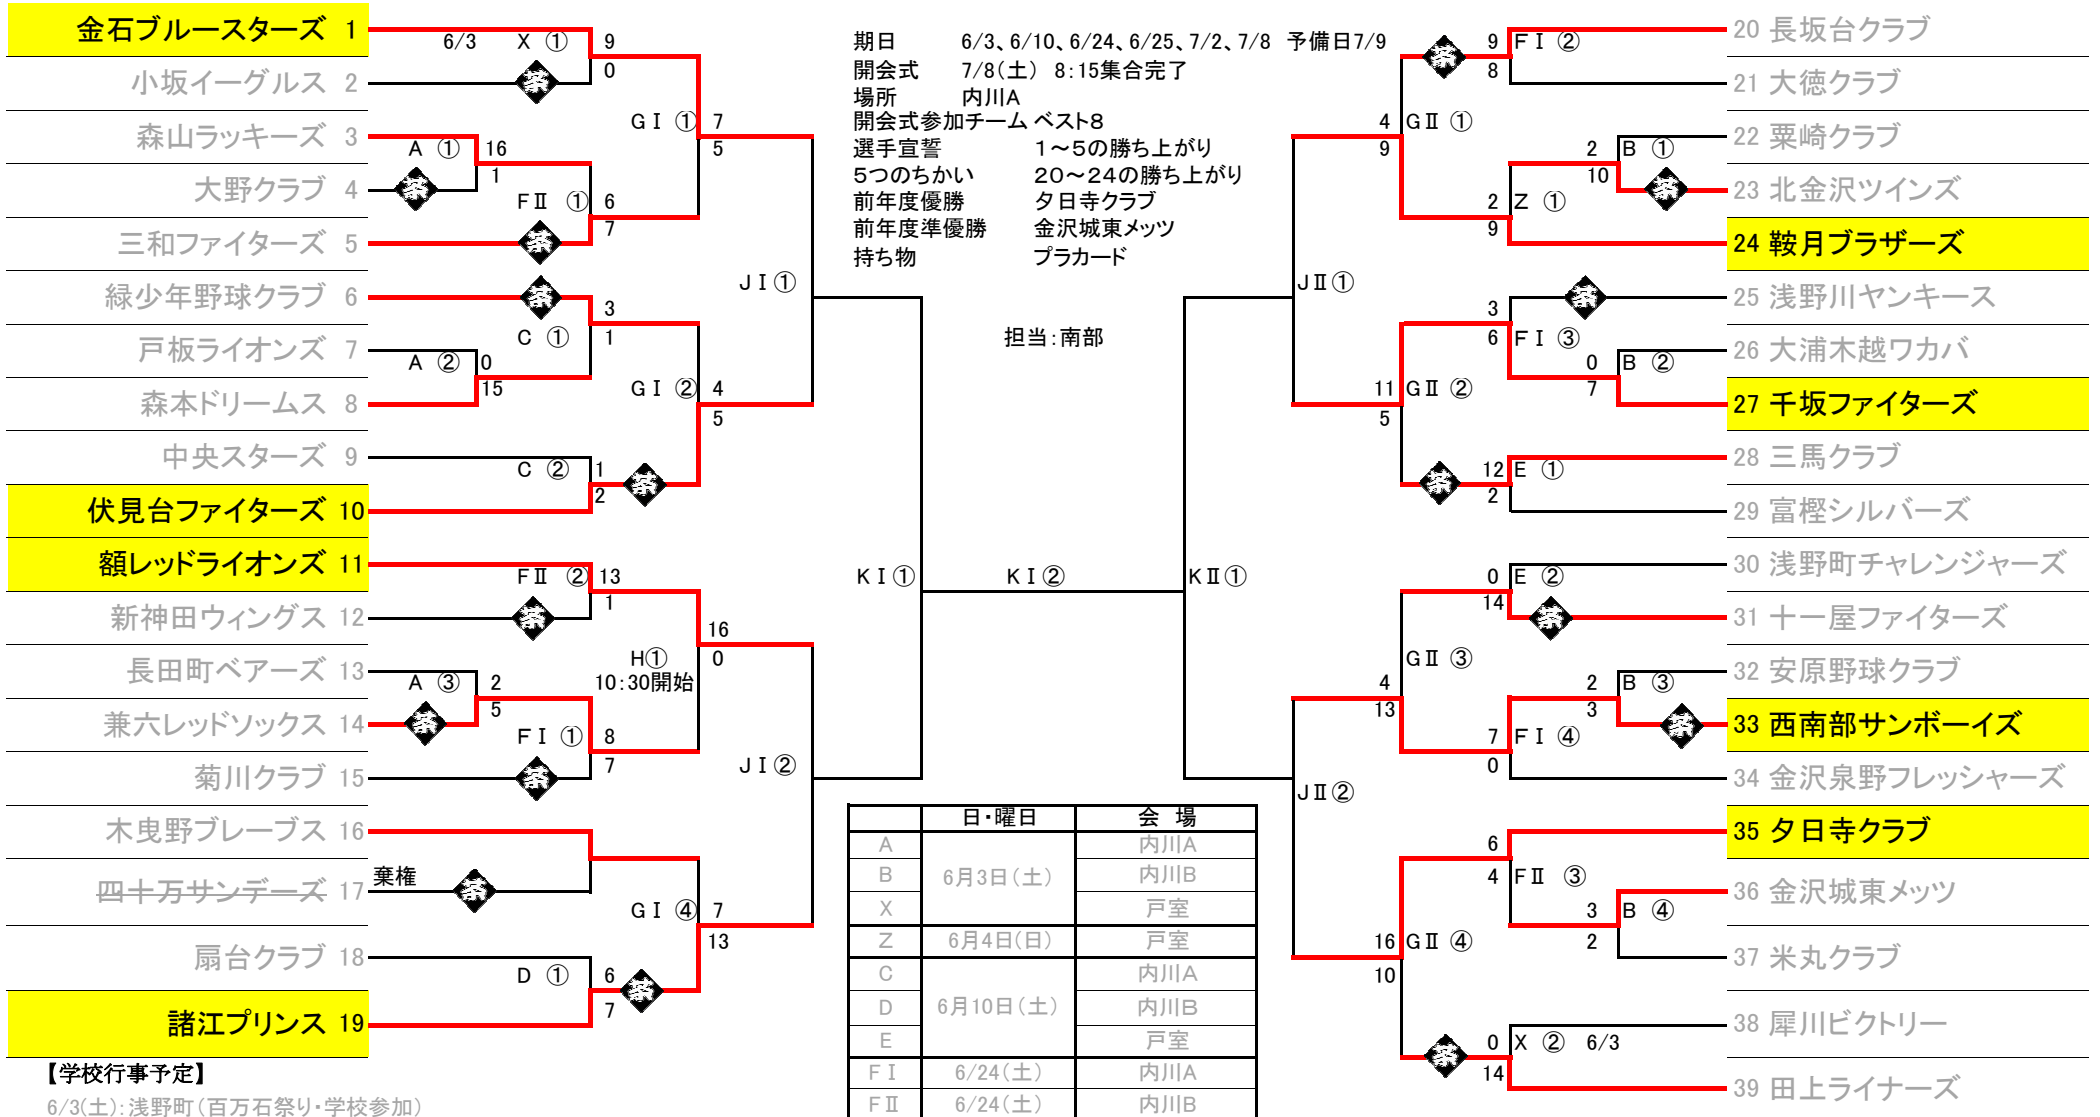 金石ブルースターズ 1
小坂イーグルス 2
森山ラッキーズ 3
大野クラブ 4
三和ファイターズ 5
緑少年野球クラブ 6
戸板ライオンズ 7
森本ドリームス 8
中央スターズ 9
伏見台ファイターズ 10
額レッドライオンズ 11
新神田ウィングス 12
長田町ベアーズ 13
兼六レッドソックス 14
菊川クラブ 15
木曳野ブレーブス 16
四十万サンデーズ 17
扇台クラブ 18
諸江プリンス 19
【学校行事予定】
6/3(土):浅野町(百万石祭り・学校参加)
6/3 X ①
9
0
A ①
16
1
FⅡ ①
6
7
GⅠ ①
7
5
C ①
3
1
A ②
0
15
GⅠ ②
4
5
C ②
1
2
JⅠ①
FⅡ ②
13
1
H①
10:30開始
16
0
A ③
2
5
FⅠ ①
8
7
棄権
GⅠ ④
7
13
D ①
6
7
JⅠ②
KⅠ①
KⅠ②
KⅡ①
期日 6/3、6/10、6/24、6/25、7/2、7/8 予備日7/9
開会式 7/8(土) 8:15集合完了
場所 内川A
開会式参加チーム ベスト8
選手宣誓 1~5の勝ち上がり
5つのちかい 20~24の勝ち上がり
前年度優勝 夕日寺クラブ
前年度準優勝 金沢城東メッツ
持ち物 プラカード
担当:南部
日・曜日 会 場
A 6月3日(土) 内川A
B 内川B
X 戸室
Z 6月4日(日) 戸室
C 6月10日(土) 内川A
D 内川B
E 戸室
FⅠ 6/24(土) 内川A
FⅡ 6/24(土) 内川B
9
8
FⅠ ②
4
9
GⅡ ①
2
10
B ①
2
9
Z ①
JⅡ①
3
6
FⅠ ③
0
7
B ②
11
5
GⅡ ②
12
2
E ①
0
14
E ②
4
13
GⅡ ③
2
3
B ③
7
0
FⅠ ④
JⅡ②
6
4
FⅡ ③
3
2
B ④
16
10
GⅡ ④
0
14
X ② 6/3
20 長坂台クラブ
21 大徳クラブ
22 粟崎クラブ
23 北金沢ツインズ
24 鞍月ブラザーズ
25 浅野川ヤンキース
26 大浦木越ワカバ
27 千坂ファイターズ
28 三馬クラブ
29 富樫シルバーズ
30 浅野町チャレンジャーズ
31 十一屋ファイターズ
32 安原野球クラブ
33 西南部サンボーイズ
34 金沢泉野フレッシャーズ
35 夕日寺クラブ
36 金沢城東メッツ
37 米丸クラブ
38 犀川ビクトリー
39 田上ライナーズ